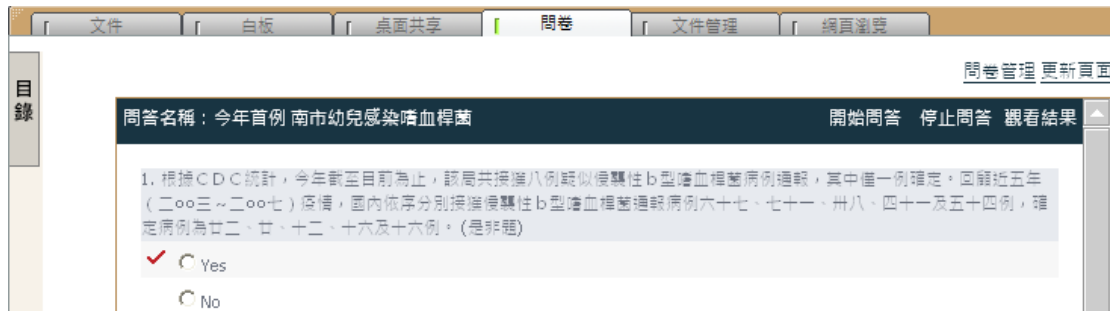 文件 白板 桌面共享 問卷 文件管理 網頁瀏覽
問卷管理 更新頁面
目錄
問答名稱：今年首例 南市幼兒感染嗜血桿菌 開始問答 停止問答 觀看結果
1. 根據ＣＤＣ統計，今年截至目前為止，該局共接獲八例疑似侵襲性ｂ型嗜血桿菌病例通報，其中僅一例確定。回顧近五年
（二oo三～二oo七）疫情，國內依序分別接獲侵襲性ｂ型嗜血桿菌通報病例六十七、七十一、卅八、四十一及五十四例，確
定病例為廿二、廿、十二、十六及十六例。(是非題)
Yes
No